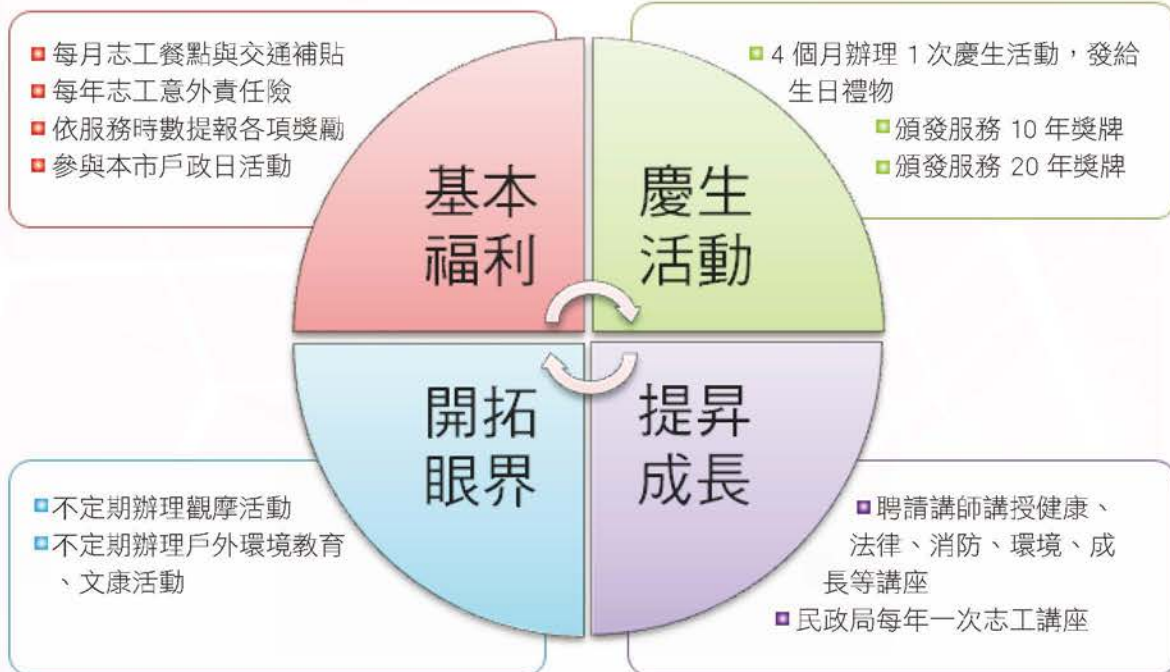 每月志工餐點與交通補貼
每年志工意外責任險
依服務時數提報各項獎勵
參與本市戶政日活動
基本
福利
4 個月辦理 1 次慶生活動，發給
生日禮物
頒發服務 10 年獎牌
頒發服務 20 年獎牌
慶生
活動
開拓
眼界
不定期辦理觀摩活動
不定期辦理戶外環境教育
、文康活動
提昇
成長
聘請講師講授健康、
法律、消防、環境、成
長等講座
民政局每年一次志工講座